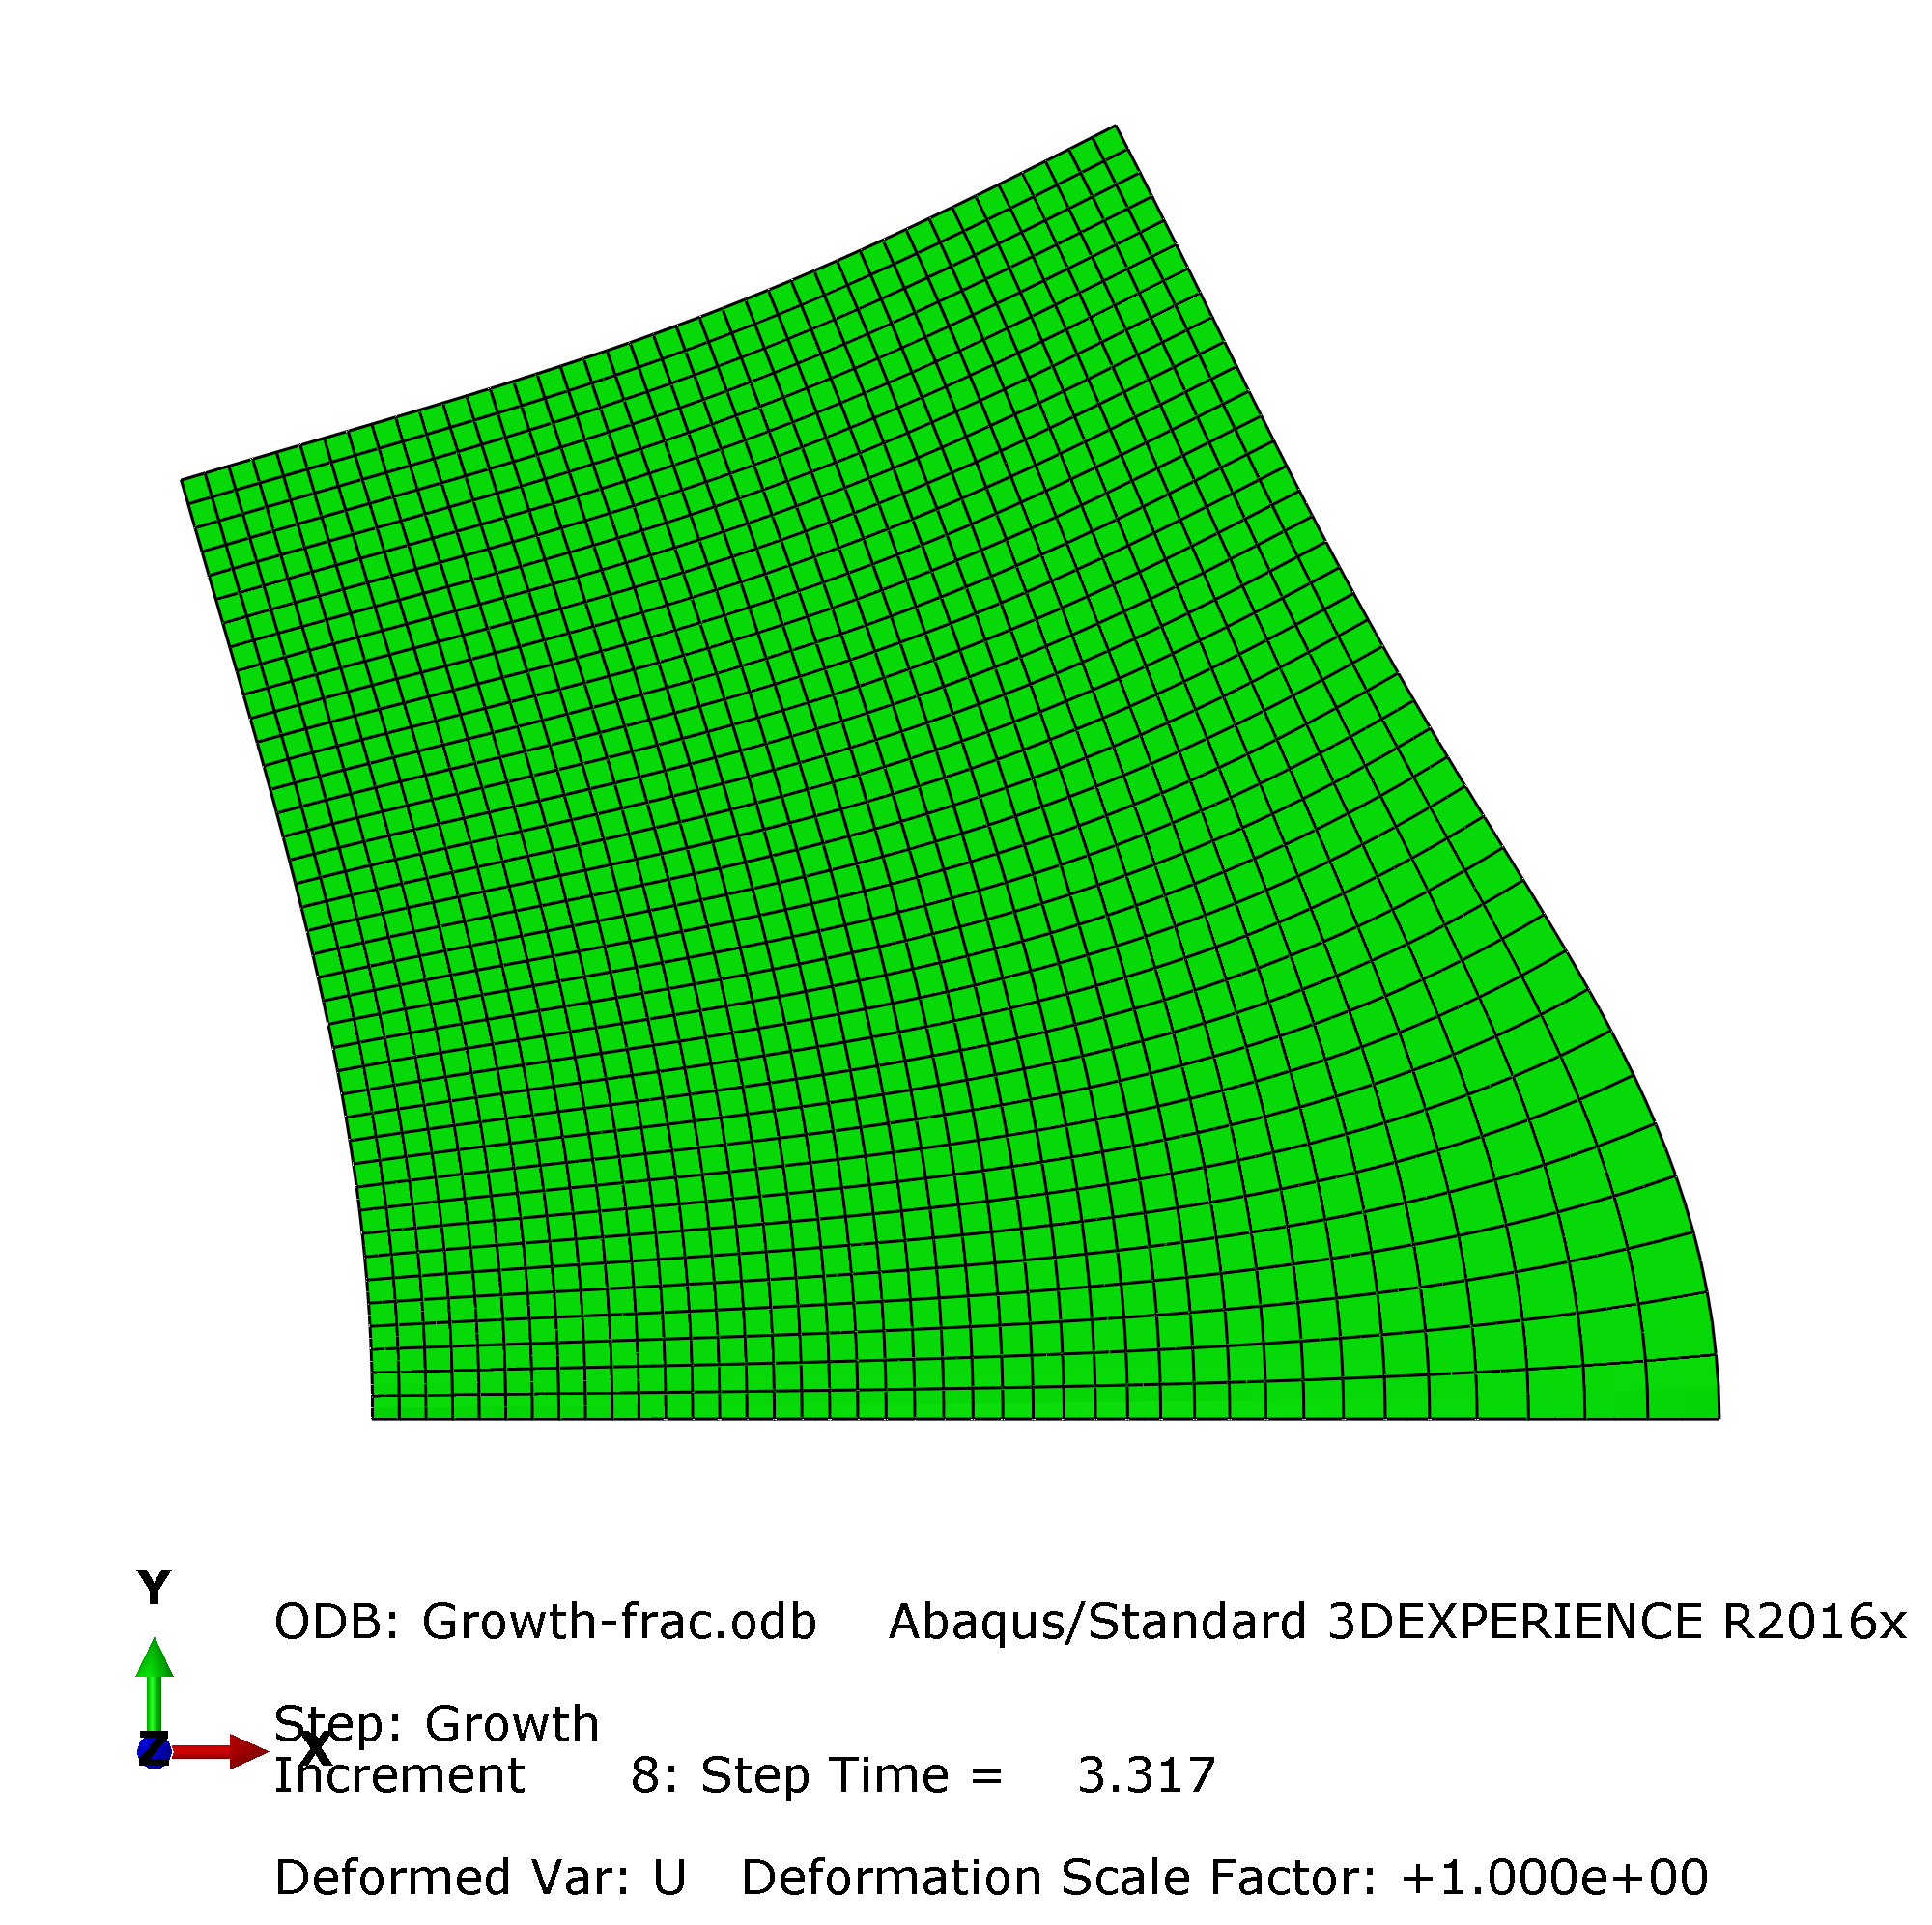 Y
ODB: Growth-frac.odb Abaqus/Standard 3DEXPERIENCE R2016x
Step: Growth
Z X
Increment 8: Step Time = 3.317
Deformed Var: U Deformation Scale Factor: +1.000e+00